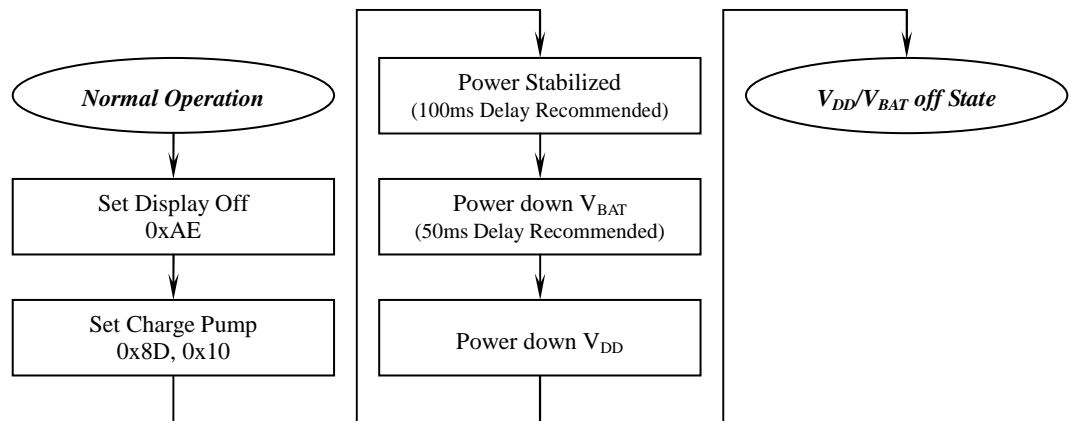 Normal Operation
Set Display Off
0xAE
Set Charge Pump
0x8D, 0x10
Power Stabilized
(100ms Delay Recommended)
Power down VBAT
(50ms Delay Recommended)
Power down VDD
VDD/VBAT off State